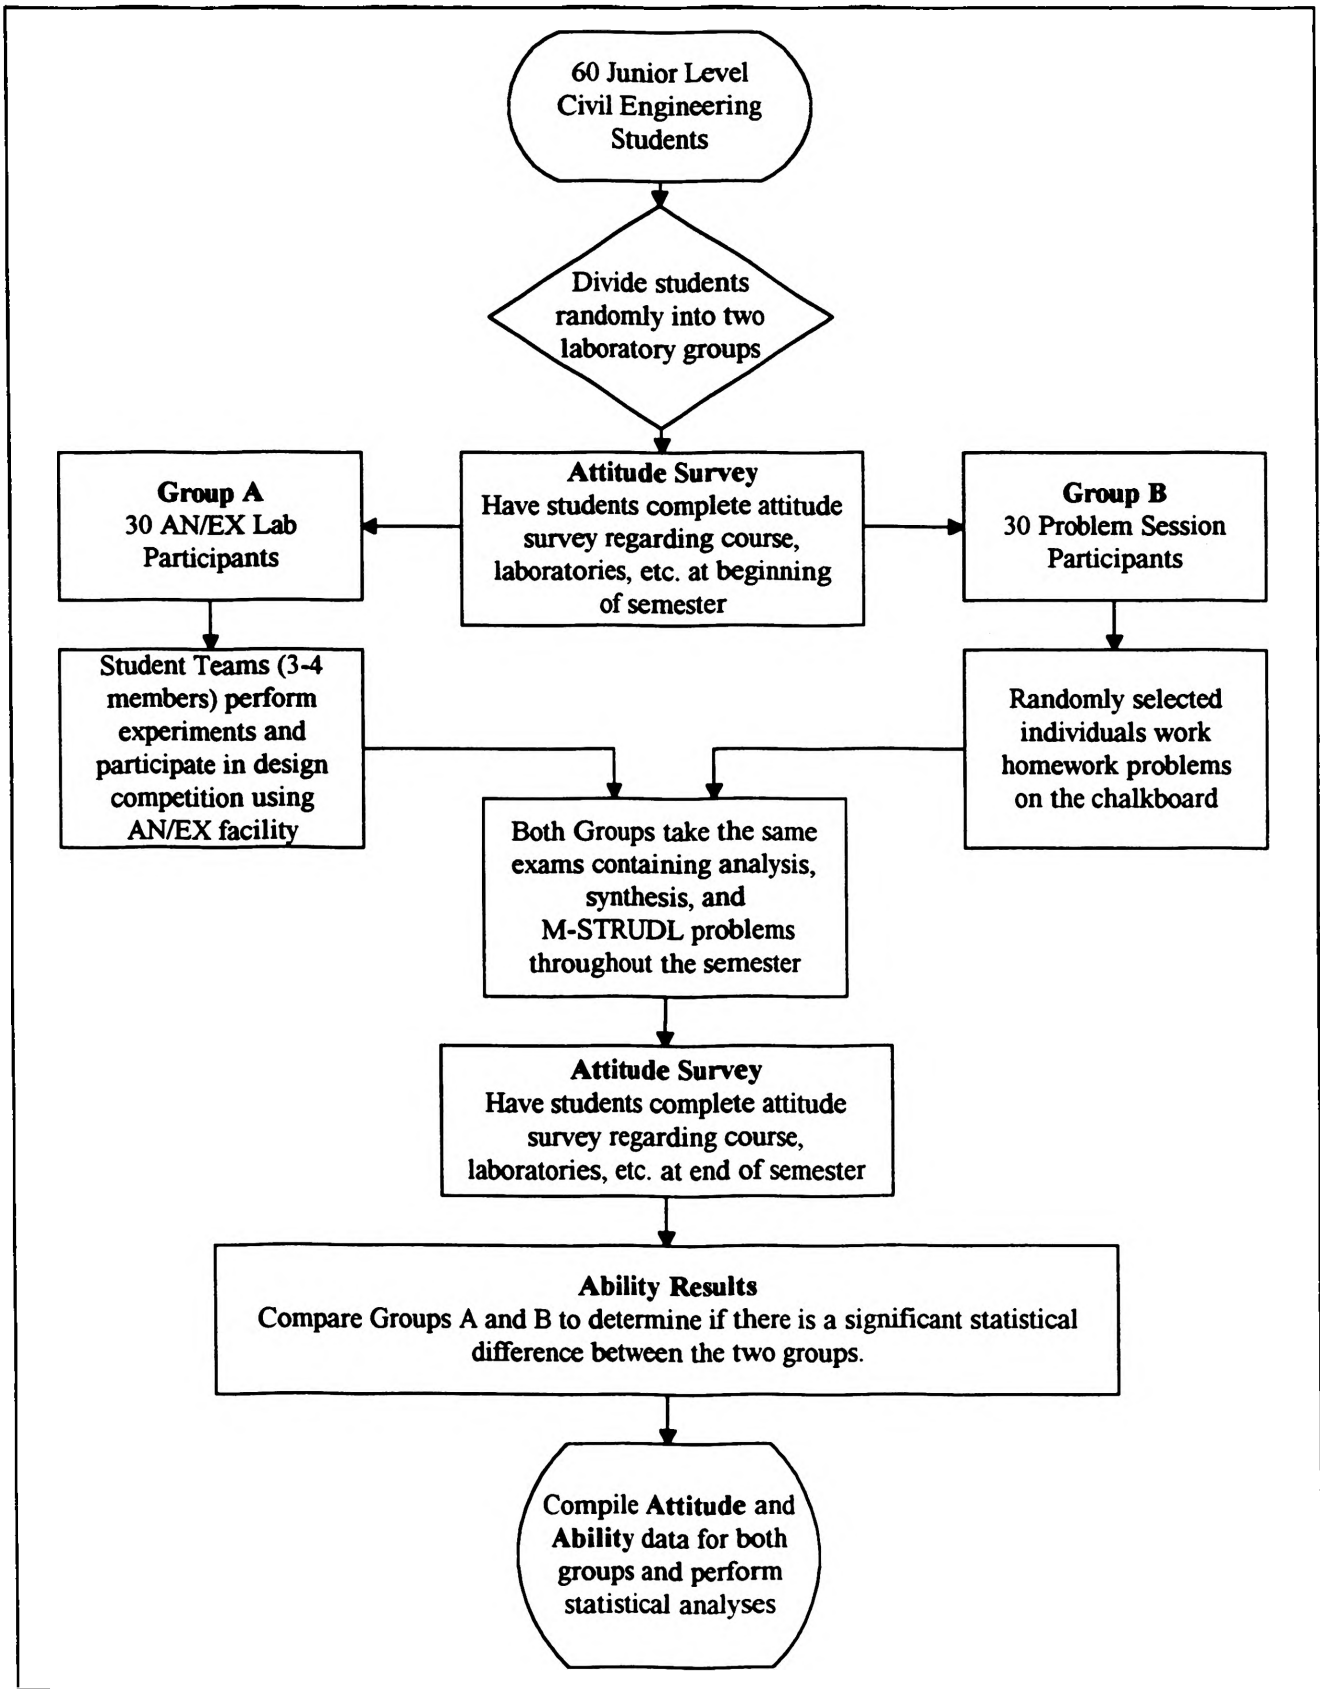 60 Junior Level
Civil Engineering
Students
Divide students
randomly into two
laboratory groups
Group A
30 AN/EX Lab
Participants
Attitude Survey
Have students complete attitude
survey regarding course,
laboratories, etc. at beginning
of semester
Group B
30 Problem Session
Participants
Student Teams (3-4
members) perform
experiments and
participate in design
competition using
AN/EX facility
Randomly selected
individuals work
homework problems
on the chalkboard
Both Groups take the same
exams containing analysis,
synthesis, and
M-STRUDL problems
throughout the semester
Attitude Survey
Have students complete attitude
survey regarding course,
laboratories, etc. at end of semester
Ability Results
Compare Groups A and B to determine if there is a significant statistical
difference between the two groups.
Compile Attitude and
Ability data for both
groups and perform
statistical analyses